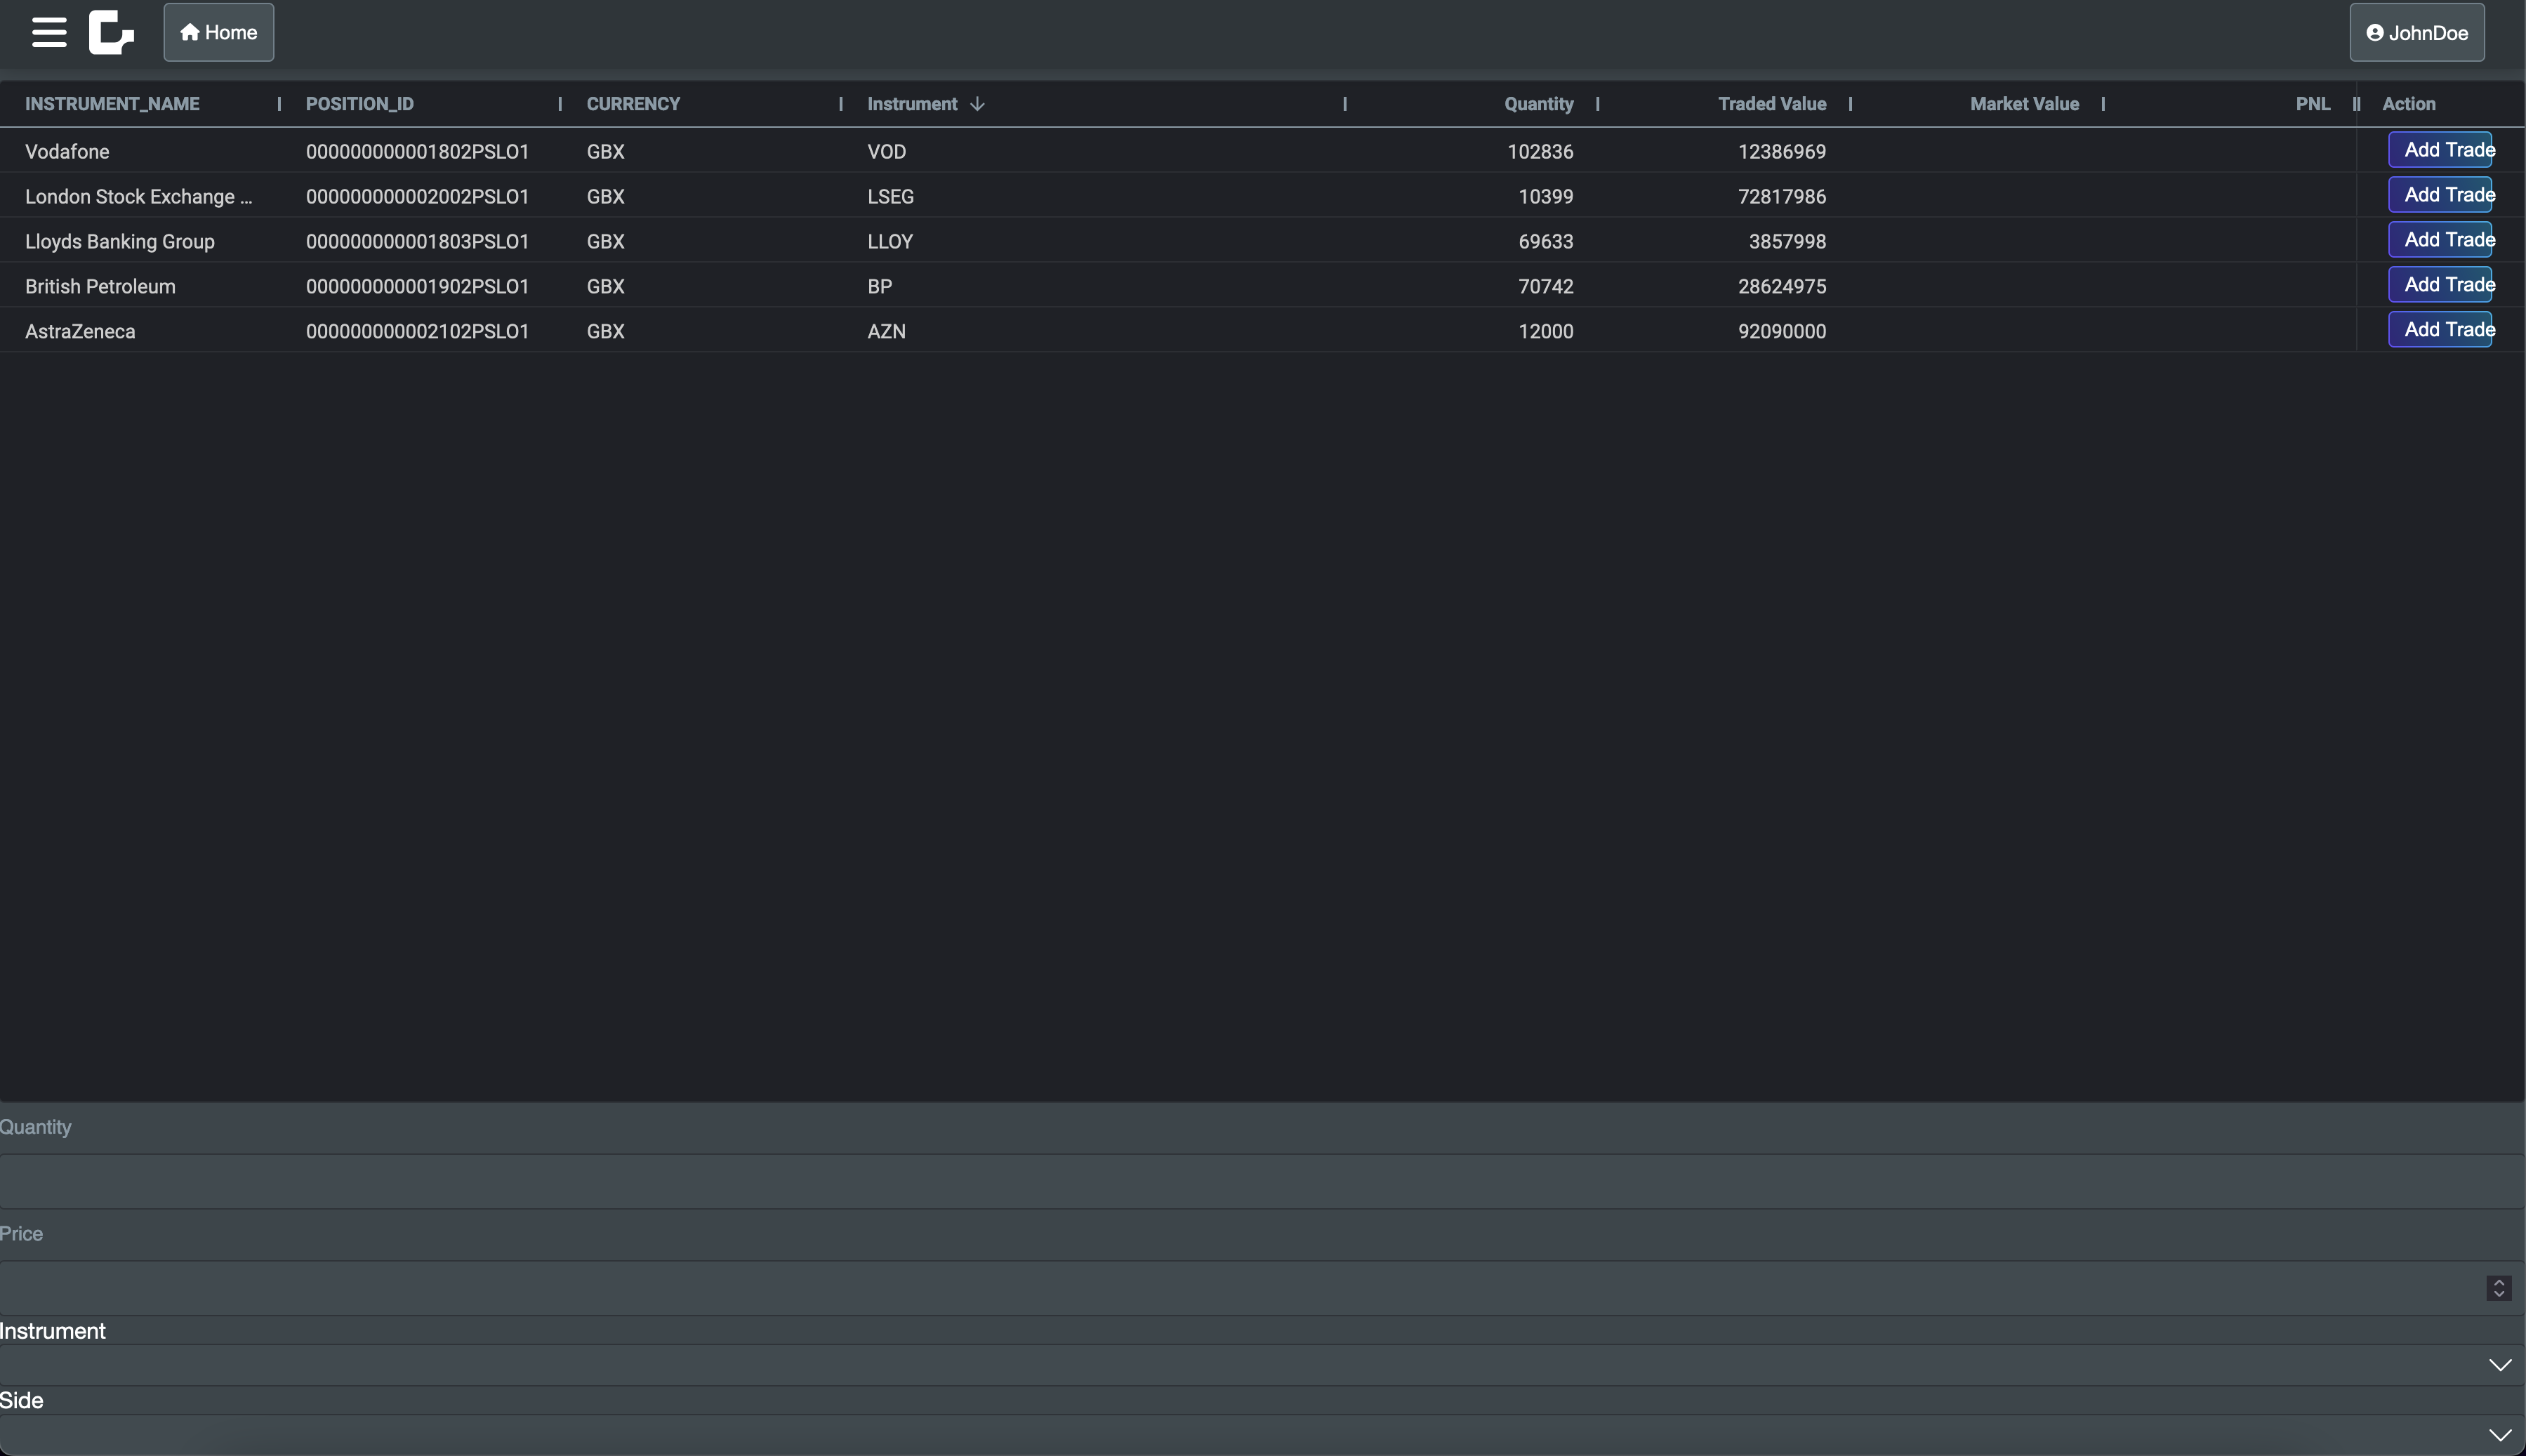 Home JohnDoe
INSTRUMENT_NAME POSITION_ID CURRENCY Instrument Quantity Traded Value Market Value PNL Action
Vodafone 000000000001802PSLO1 GBX VOD 102836 12386969 Add Trade
London Stock Exchange ... 000000000002002PSLO1 GBX LSEG 10399 72817986 Add Trade
Lloyds Banking Group 000000000001803PSLO1 GBX LLOY 69633 3857998 Add Trade
British Petroleum 000000000001902PSLO1 GBX BP 70742 28624975 Add Trade
AstraZeneca 000000000002102PSLO1 GBX AZN 12000 92090000 Add Trade
Quantity
Price
Instrument
Side